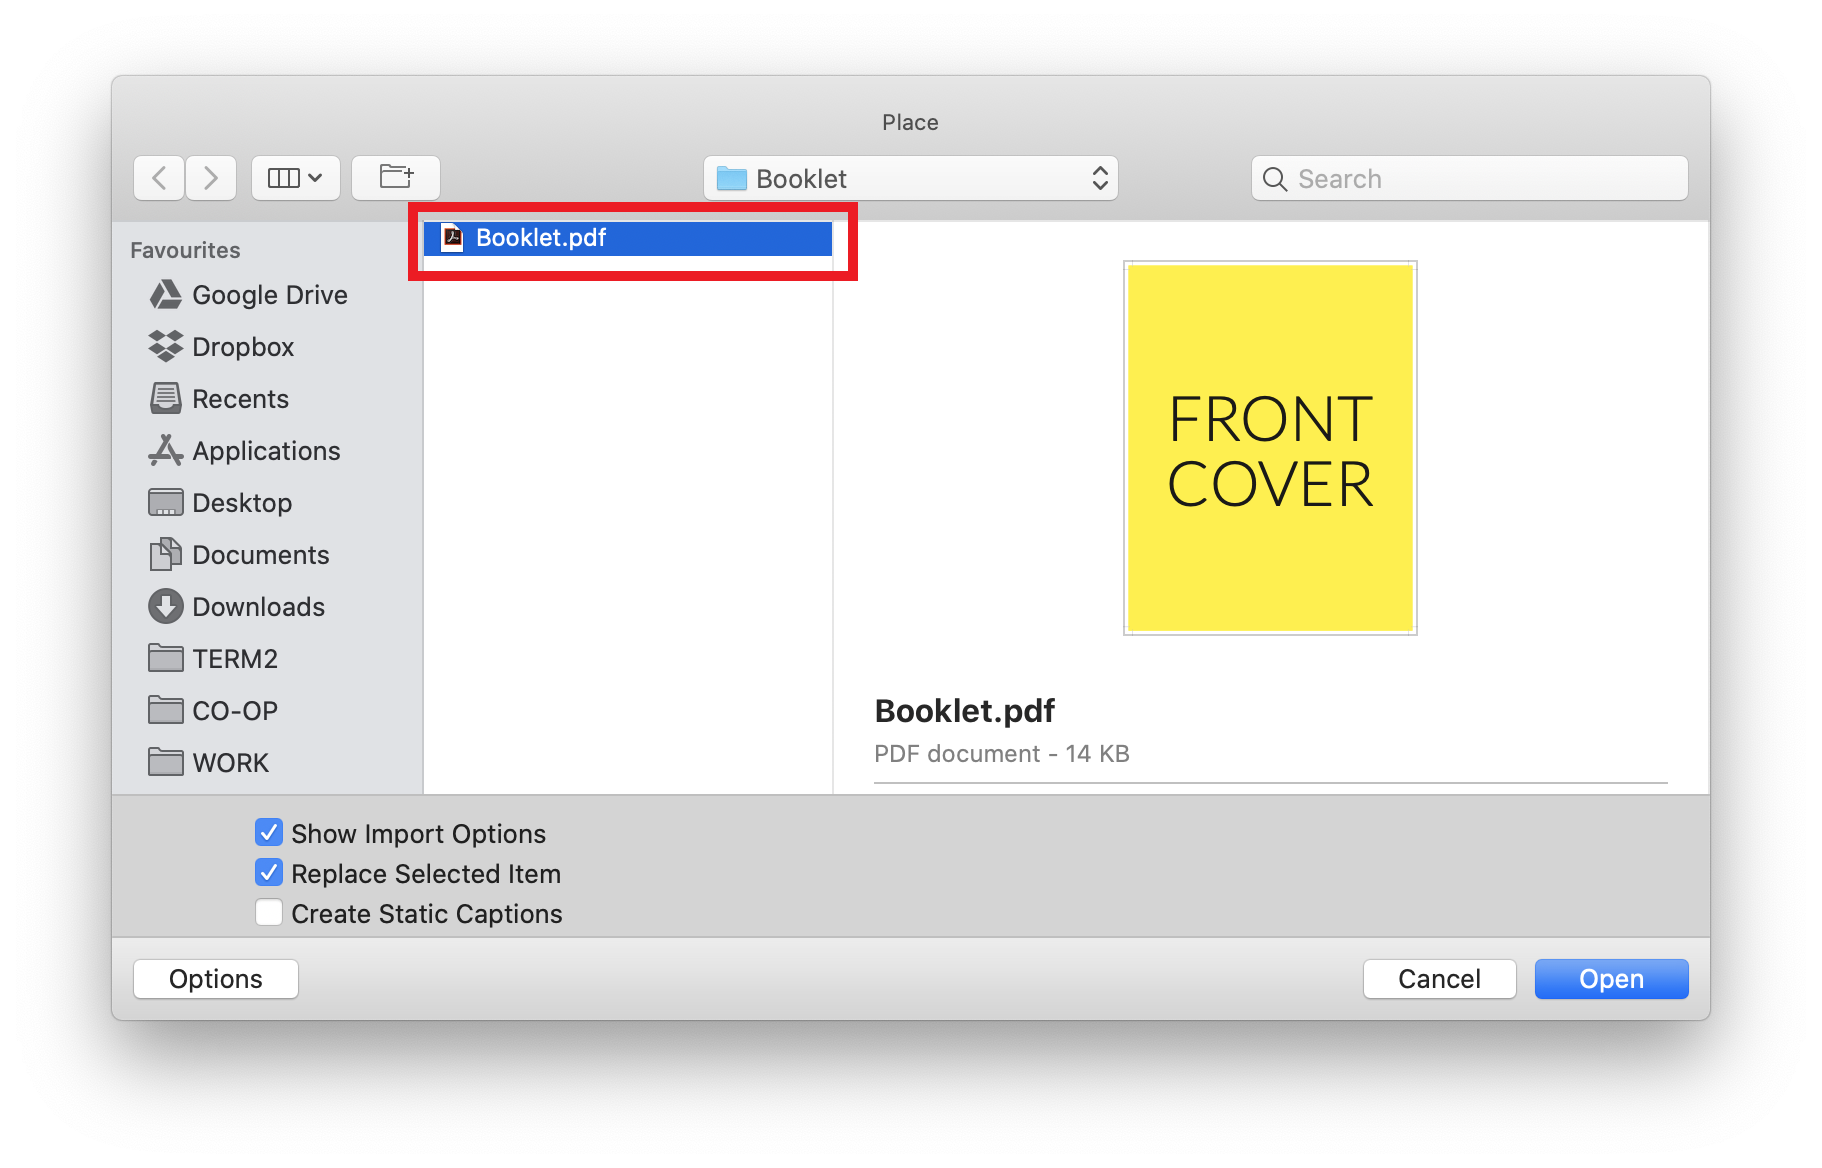 Place
Booklet
Search
Favourites
Google Drive
Dropbox
Recents
Applications
Desktop
Documents
Downloads
TERM2
CO-OP
WORK
Booklet.pdf
FRONT
COVER
Booklet.pdf
PDF document - 14 KB
Show Import Options
Replace Selected Item
Create Static Captions
Options
Cancel
Open